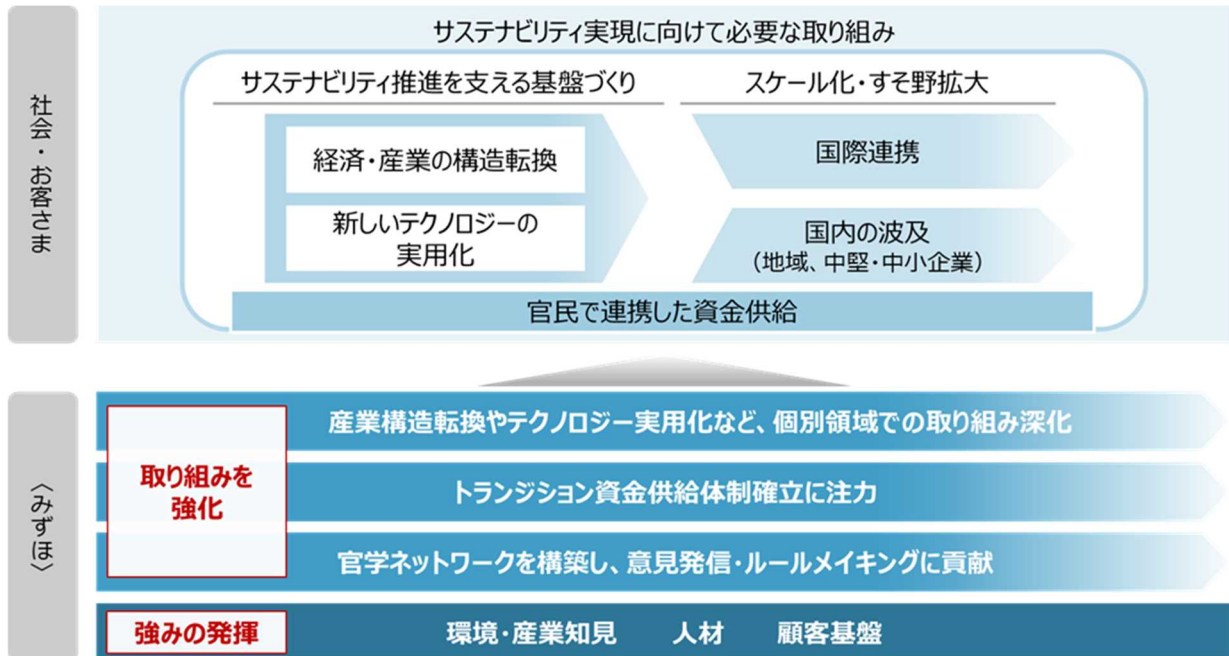 社会・お客さま
サステナビリティ実現に向けて必要な取り組み
サステナビリティ推進を支える基盤づくり
経済・産業の構造転換
新しいテクノロジーの
実用化
スケール化・すそ野拡大
国際連携
国内の波及
(地域、中堅・中小企業)
官民で連携した資金供給
〈みずほ〉
取り組みを
強化
産業構造転換やテクノロジー実用化など、個別領域での取り組み深化
トランジション資金供給体制確立に注力
官学ネットワークを構築し、意見発信・ルールメイキングに貢献
強みの発揮
環境・産業知見 人材 顧客基盤